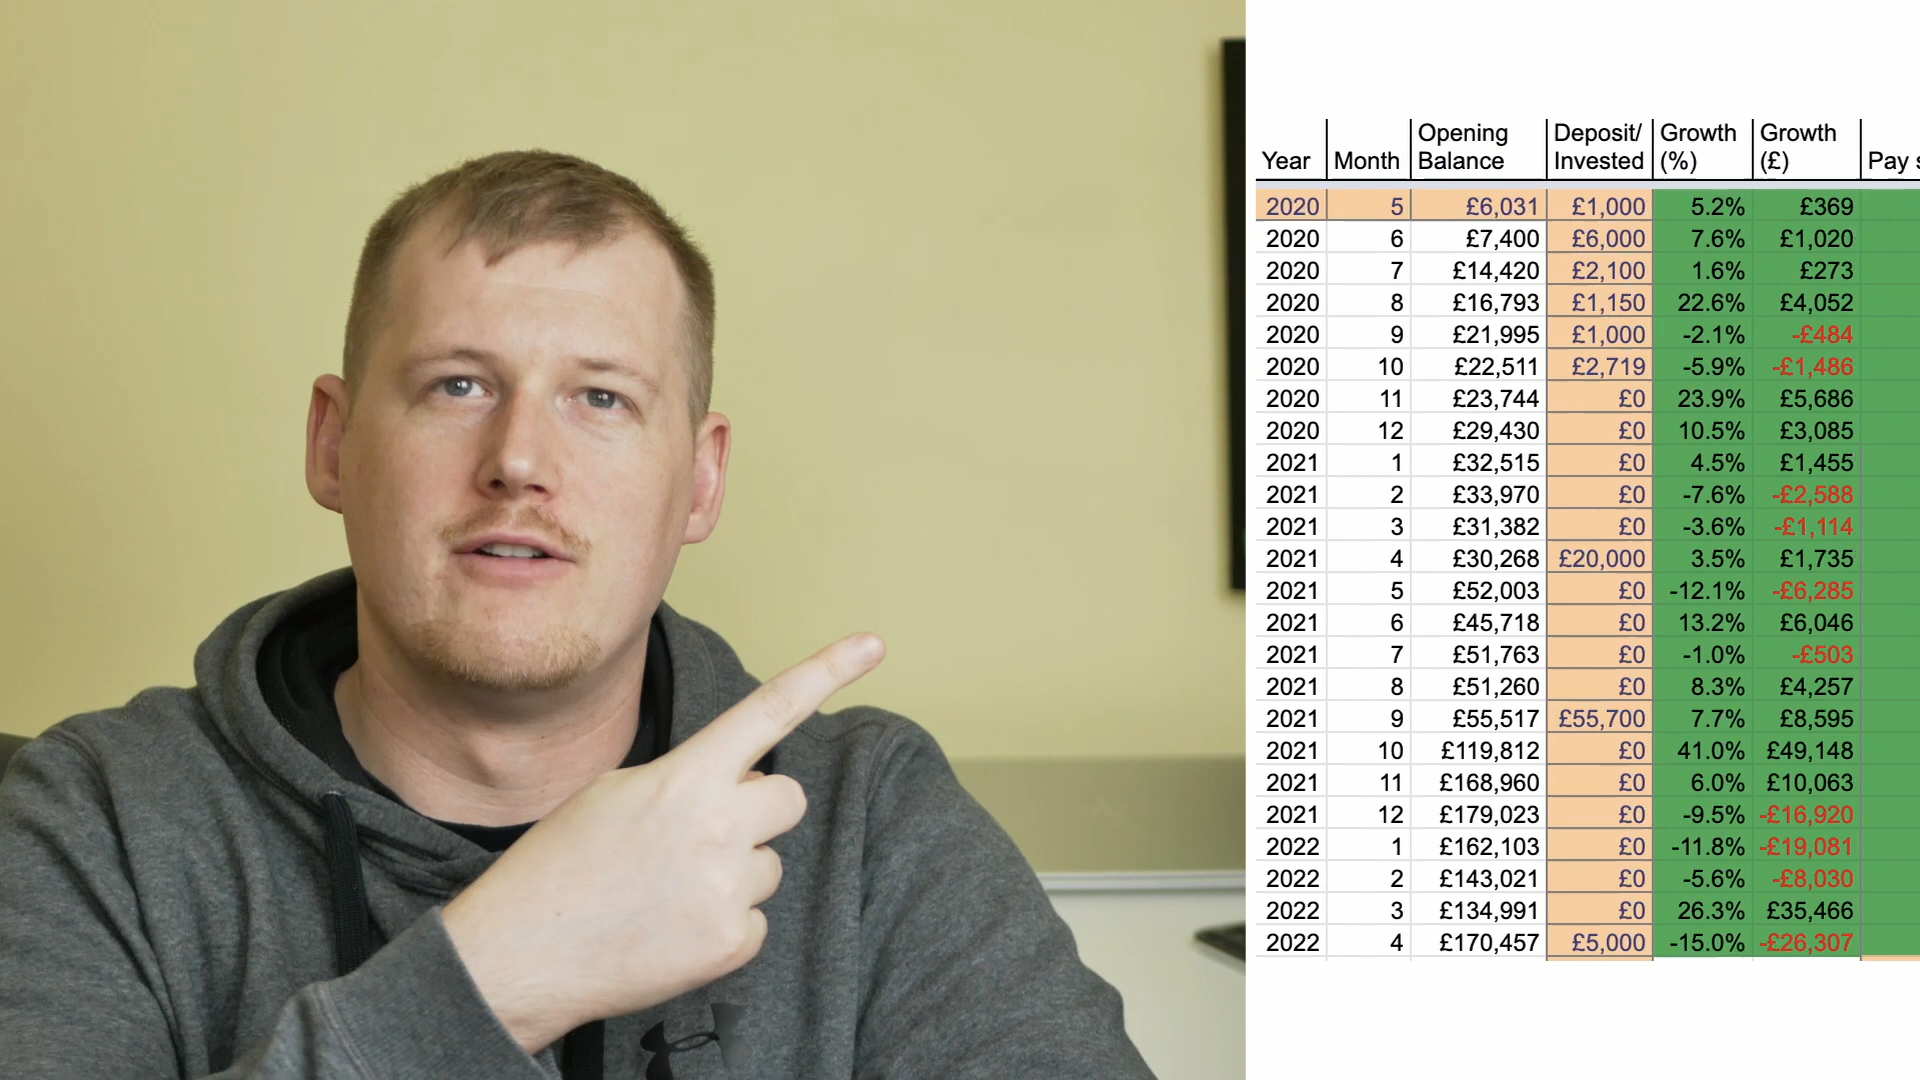 Year Month Opening Balance Deposit/ Invested Growth (%) Growth (£) Pay
2020 5 £6,031 £1,000 5.2% £369
2020 6 £7,400 £6,000 7.6% £1,020
2020 7 £14,420 £2,100 1.6% £273
2020 8 £16,793 £1,150 22.6% £4,052
2020 9 £21,995 £1,000 -2.1% -£484
2020 10 £22,511 £2,719 -5.9% -£1,486
2020 11 £23,744 £0 23.9% £5,686
2020 12 £29,430 £0 10.5% £3,085
2021 1 £32,515 £0 4.5% £1,455
2021 2 £33,970 £0 -7.6% -£2,588
2021 3 £31,382 £0 -3.6% -£1,114
2021 4 £30,268 £20,000 3.5% £1,735
2021 5 £52,003 £0 -12.1% -£6,285
2021 6 £45,718 £0 13.2% £6,046
2021 7 £51,763 £0 -1.0% -£503
2021 8 £51,260 £0 8.3% £4,257
2021 9 £55,517 £55,700 7.7% £8,595
2021 10 £119,812 £0 41.0% £49,148
2021 11 £168,960 £0 6.0% £10,063
2021 12 £179,023 £0 -9.5% -£16,920
2022 1 £162,103 £0 -11.8% -£19,081
2022 2 £143,021 £0 -5.6% -£8,030
2022 3 £134,991 £0 26.3% £35,466
2022 4 £170,457 £5,000 -15.0% -£26,307